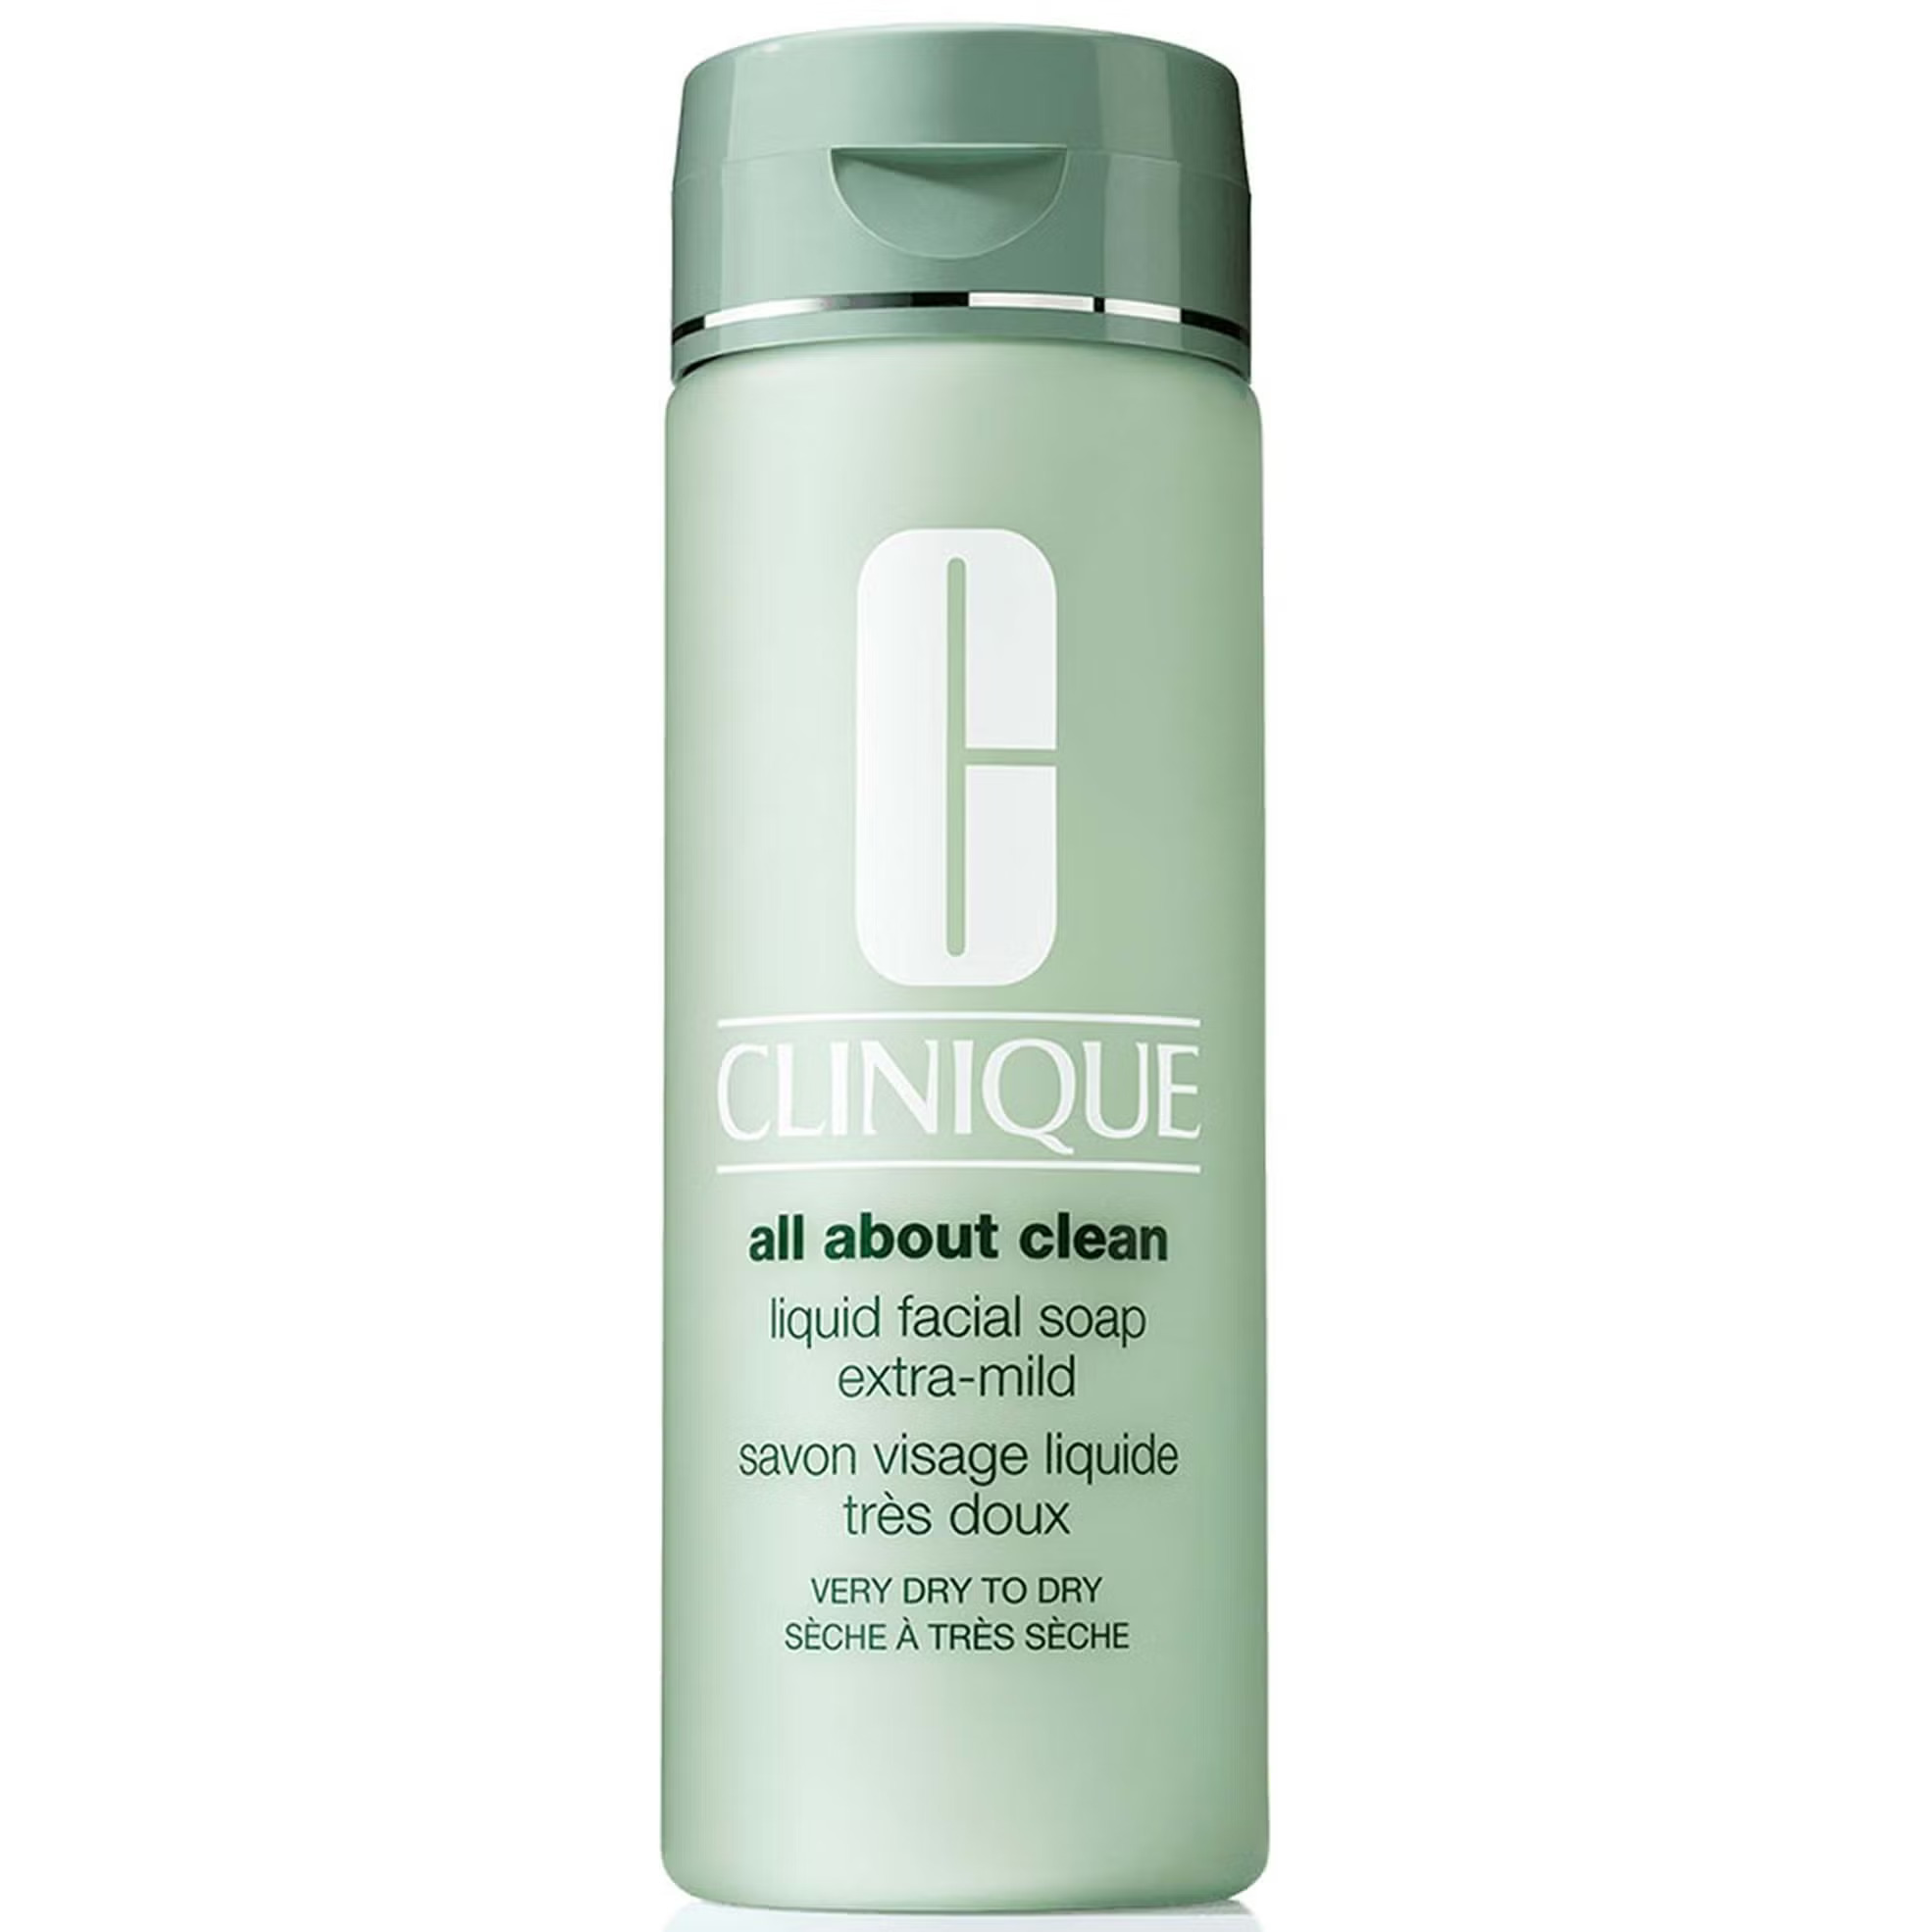 C
CLINIQUE
all about clean
liquid facial soap
extra-mild
savon visage liquide
très doux
VERY DRY TO DRY
SÈCHE À TRÈS SÈCHE